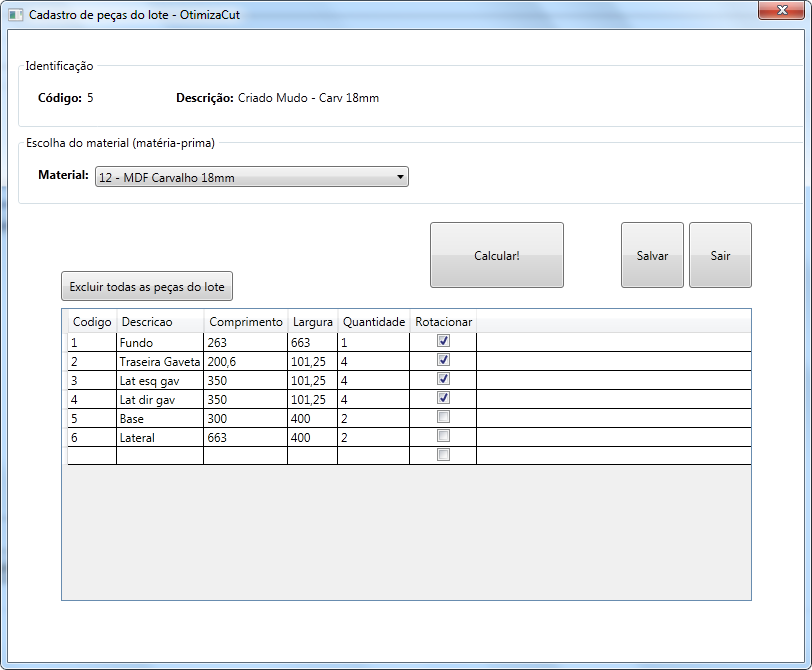 Cadastro de peças do lote - OtimizaCut
Identificação
Código: 5 Descrição: Criado Mudo - Carv 18mm
Escolha do material (matéria-prima)
Material: 12 - MDF Carvalho 18mm
Calcular! Salvar Sair
Excluir todas as peças do lote
Codigo Descricao Comprimento Largura Quantidade Rotacionar
1 Fundo 263 663 1
2 Traseira Gaveta 200,6 101,25 4
3 Lat esq gav 350 101,25 4
4 Lat dir gav 350 101,25 4
5 Base 300 400 2
6 Lateral 663 400 2